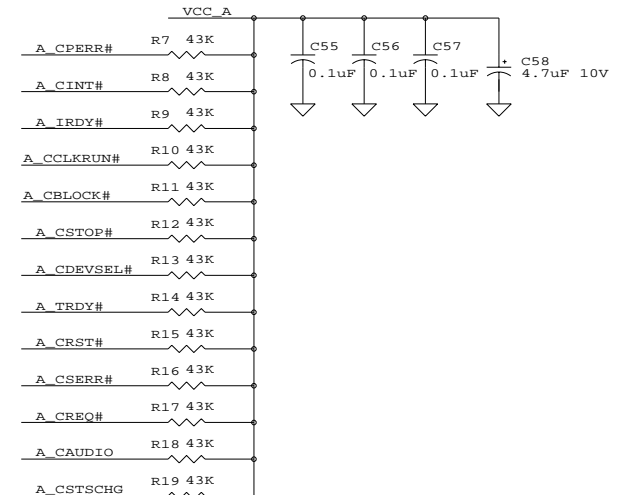 VCC_A
A_CPERR# R7 43K
C55 0.1uF
C56 0.1uF
C57 0.1uF
+
C58
4.7uF 10V
A_CINT# R8 43K
A_IRDY# R9 43K
A_CCLKRUN# R10 43K
A_CBLOCK# R11 43K
A_CSTOP# R12 43K
A_CDEVSEL# R13 43K
A_TRDY# R14 43K
A_CRST# R15 43K
A_CSERR# R16 43K
A_CREQ# R17 43K
A_CAUDIO R18 43K
A_CSTSCHG R19 43K